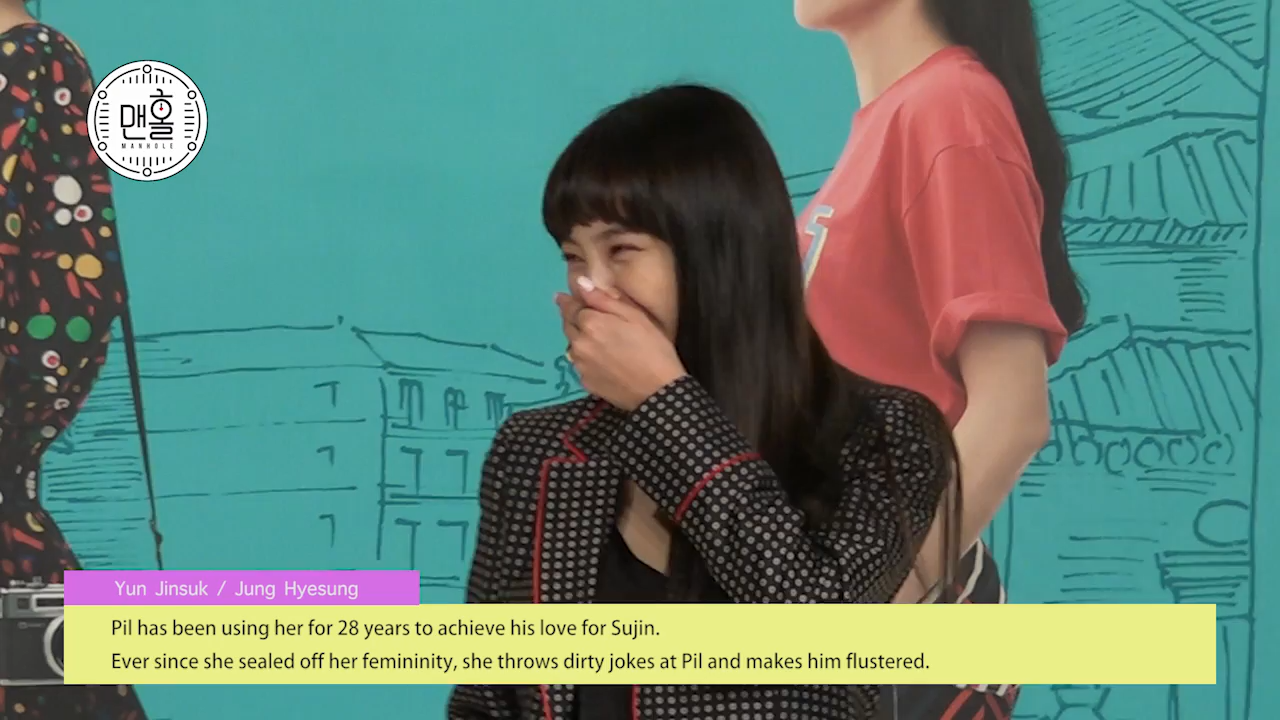 맨홀
MANHOLE
Yun Jinsuk / Jung Hyesung
Pil has been using her for 28 years to achieve his love for Sujin.
Ever since she sealed off her femininity, she throws dirty jokes at Pil and makes him flustered.